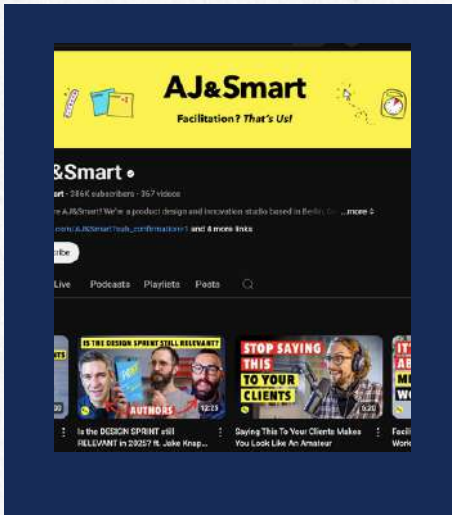 AJ&Smart
Facilitation? That's Us!
&Smart
386K subscribers · 357 videos
AJ&Smart! We're a product design and innovation studio based in Berlin, ...more
and 4 more links
Live Podcasts Playlists Posts
IS THE DESIGN SPRINT STILL RELEVANT?
AUTHORS
12:23
STOP SAYING
THIS
TO YOUR
CLIENTS
6:20
Is the DESIGN SPRINT still
RELEVANT in 2025? ft. Jake Knap...
Saying This To Your Clients Makes
You Look Like An Amateur